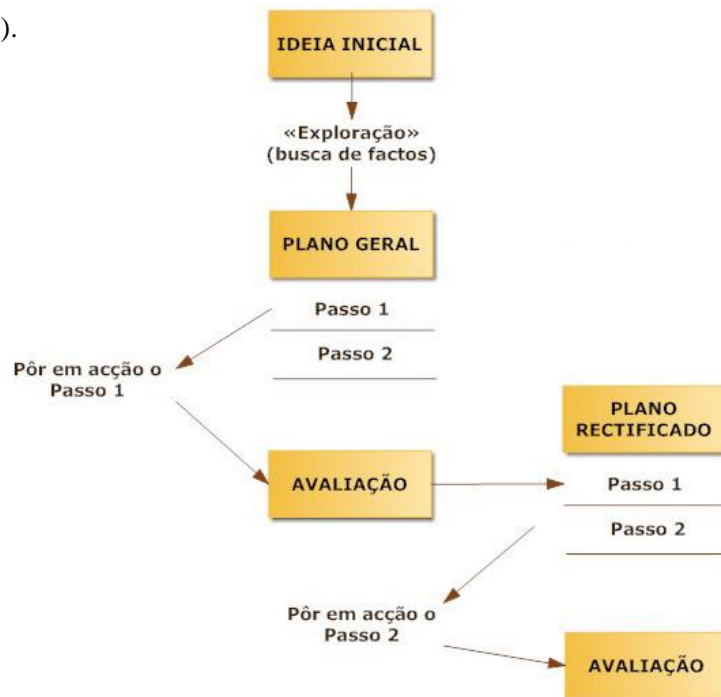 ).
IDEIA INICIAL
«Exploração»
(busca de factos)
PLANO GERAL
Passo 1
Passo 2
Pôr em acção o
Passo 1
AVALIAÇÃO
PLANO
RECTIFICADO
Passo 1
Passo 2
Pôr em acção o
Passo 2
AVALIAÇÃO